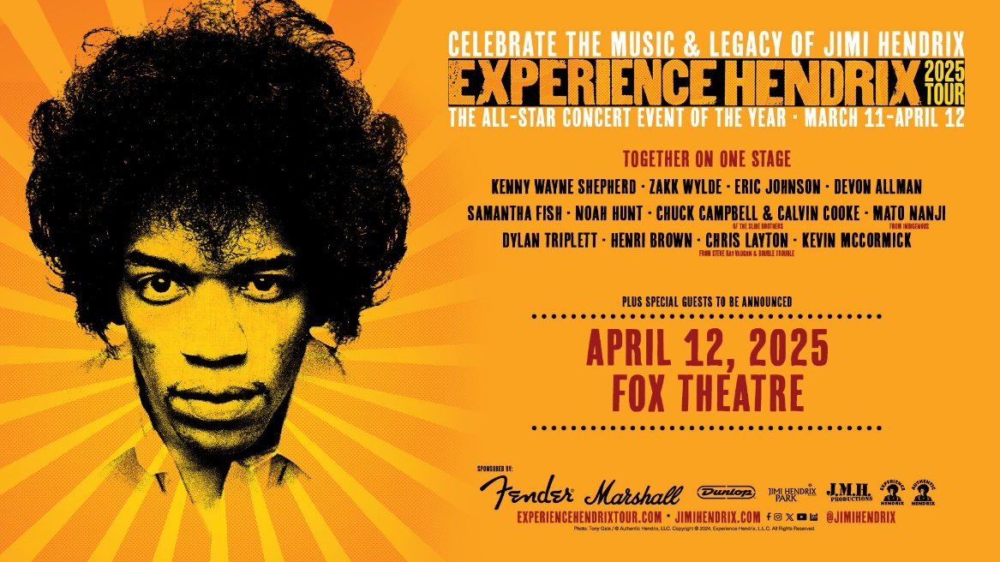 CELEBRATE THE MUSIC & LEGACY OF JIMI HENDRIX
EXPERIENCE HENDRIX 2025 TOUR
THE ALL-STAR CONCERT EVENT OF THE YEAR · MARCH 11-APRIL 12
TOGETHER ON ONE STAGE
KENNY WAYNE SHEPHERD · ZAKK WYLDE · ERIC JOHNSON · DEVON ALLMAN
SAMANTHA FISH · NOAH HUNT · CHUCK CAMPBELL & CALVIN COOKE · MATO NANJI
OF THE SLIDE BROTHERS FROM INDIGENOUS
DYLAN TRIPLETT · HENRI BROWN · CHRIS LAYTON · KEVIN MCCORMICK
FROM STEVE RAY VAUGHN & DOUBLE TROUBLE
PLUS SPECIAL GUESTS TO BE ANNOUNCED
APRIL 12, 2025
FOX THEATRE
SPONSORED BY:
Fender Marshall Dunlop JIMI HENDRIX PARK J.M.H. PRODUCTIONS EXPERIENCE HENDRIX AUTHENTIC HENDRIX
EXPERIENCEHENDRIXTOUR.COM · JIMIHENDRIX.COM @JIMIHENDRIX
Photo: Tony Gale / © Authentic Hendrix, LLC. Copyright © 2024, Experience Hendrix, L.L.C. All Rights Reserved.